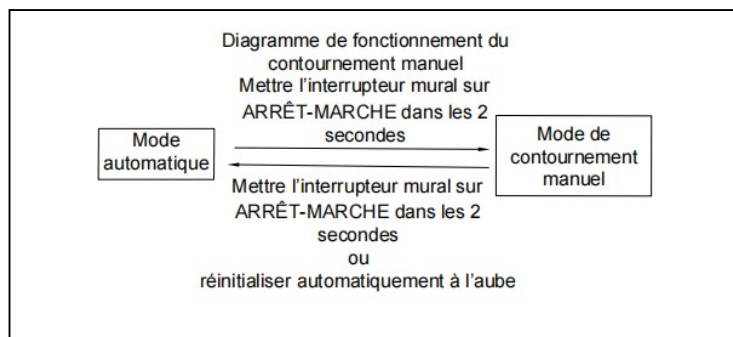 Diagramme de fonctionnement du
contournement manuel
Mettre l’interrupteur mural sur
ARRÊT-MARCHE dans les 2
secondes
Mode
automatique
Mode de
contournement
manuel
Mettre l’interrupteur mural sur
ARRÊT-MARCHE dans les 2
secondes
ou
réinitialiser automatiquement à l’aube